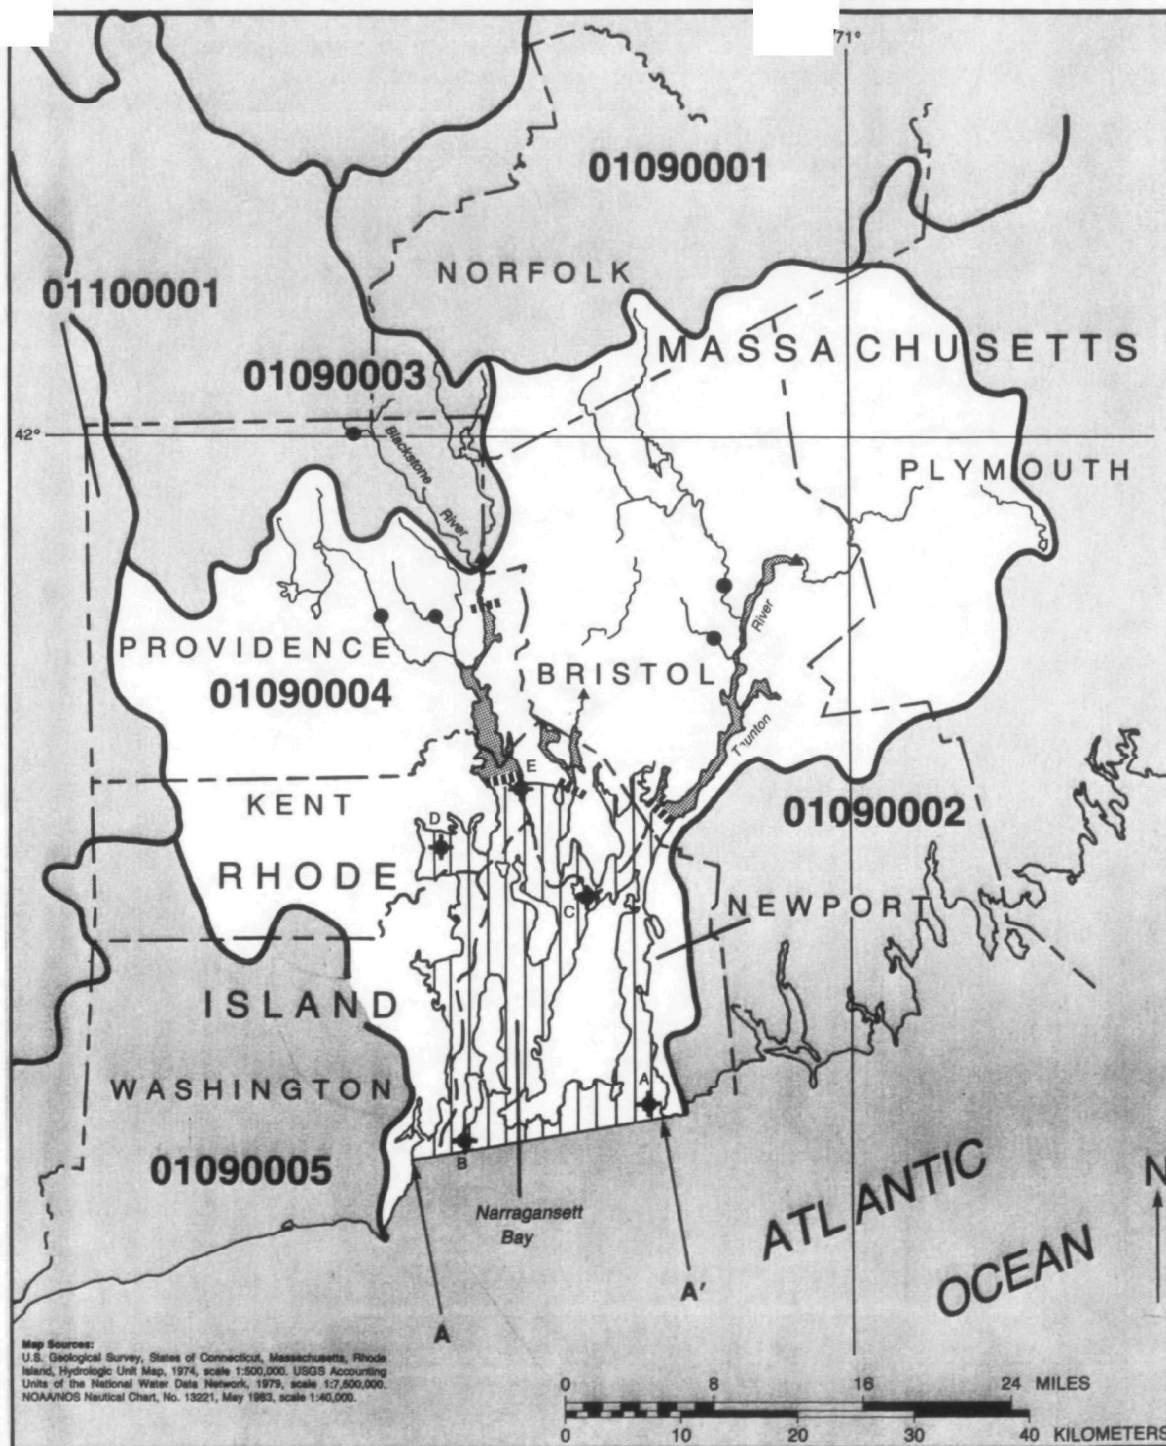 71°
01090001
NORFOLK
01100001
MASSACHUSETTS
01090003
42°
Blackstone
River
PLYMOUTH
River
PROVIDENCE
BRISTOL
01090004
Taunton
E
KENT
01090002
D
RHODE
C
NEWPORT
ISLAND
WASHINGTON
A
B
01090005
ATLANTIC
OCEAN
N
Narragansett
Bay
A'
A
Map Sources:
U.S. Geological Survey, States of Connecticut, Massachusetts, Rhode
Island, Hydrologic Unit Map, 1974, scale 1:500,000. USGS Accounting
Units of the National Water Data Network, 1979, scale 1:7,500,000.
NOAA/NOS Nautical Chart, No. 13221, May 1983, scale 1:40,000.
0 8 16 24 MILES
0 10 20 30 40 KILOMETERS